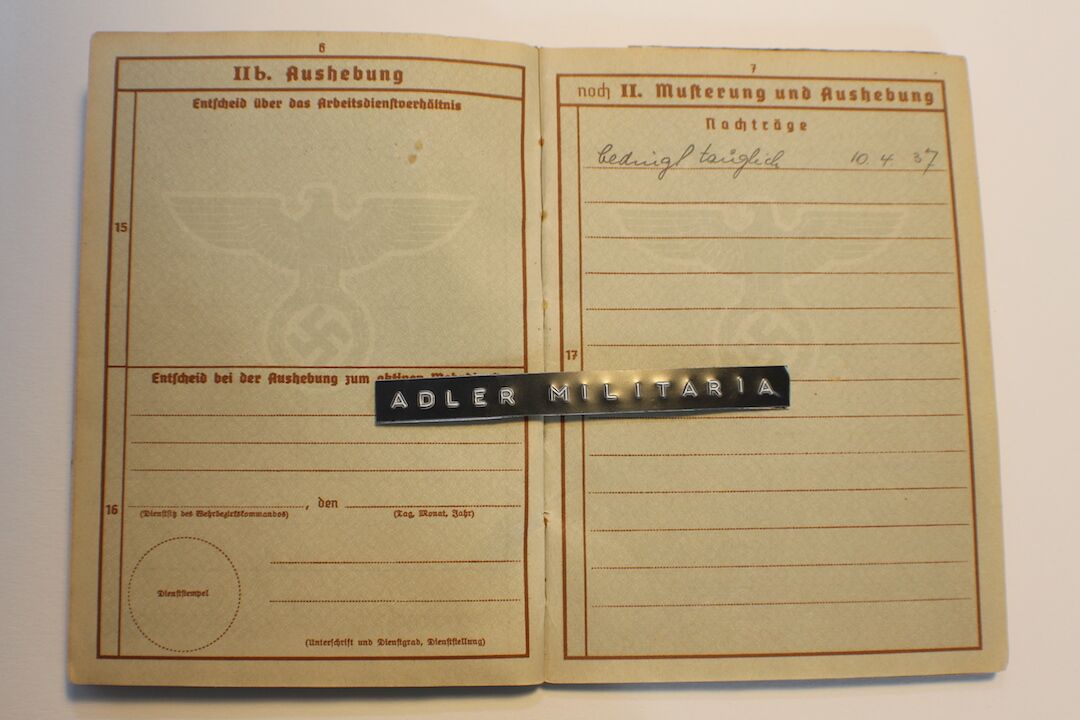 6
IIb. Aushebung
Entscheid über das Arbeitsdienstverhältnis
15
Entscheid bei der Aushebung zum aktiven
16
, den
(Dienstsitz des Wehrbezirkskommandos)
(Tag, Monat, Jahr)
Dienststempel
(Unterschrift und Dienstgrad, Dienststellung)
7
noch II. Musterung und Aushebung
Nachträge
bedingt tauglich 10. 4. 37
17
ADLER MILITARIA